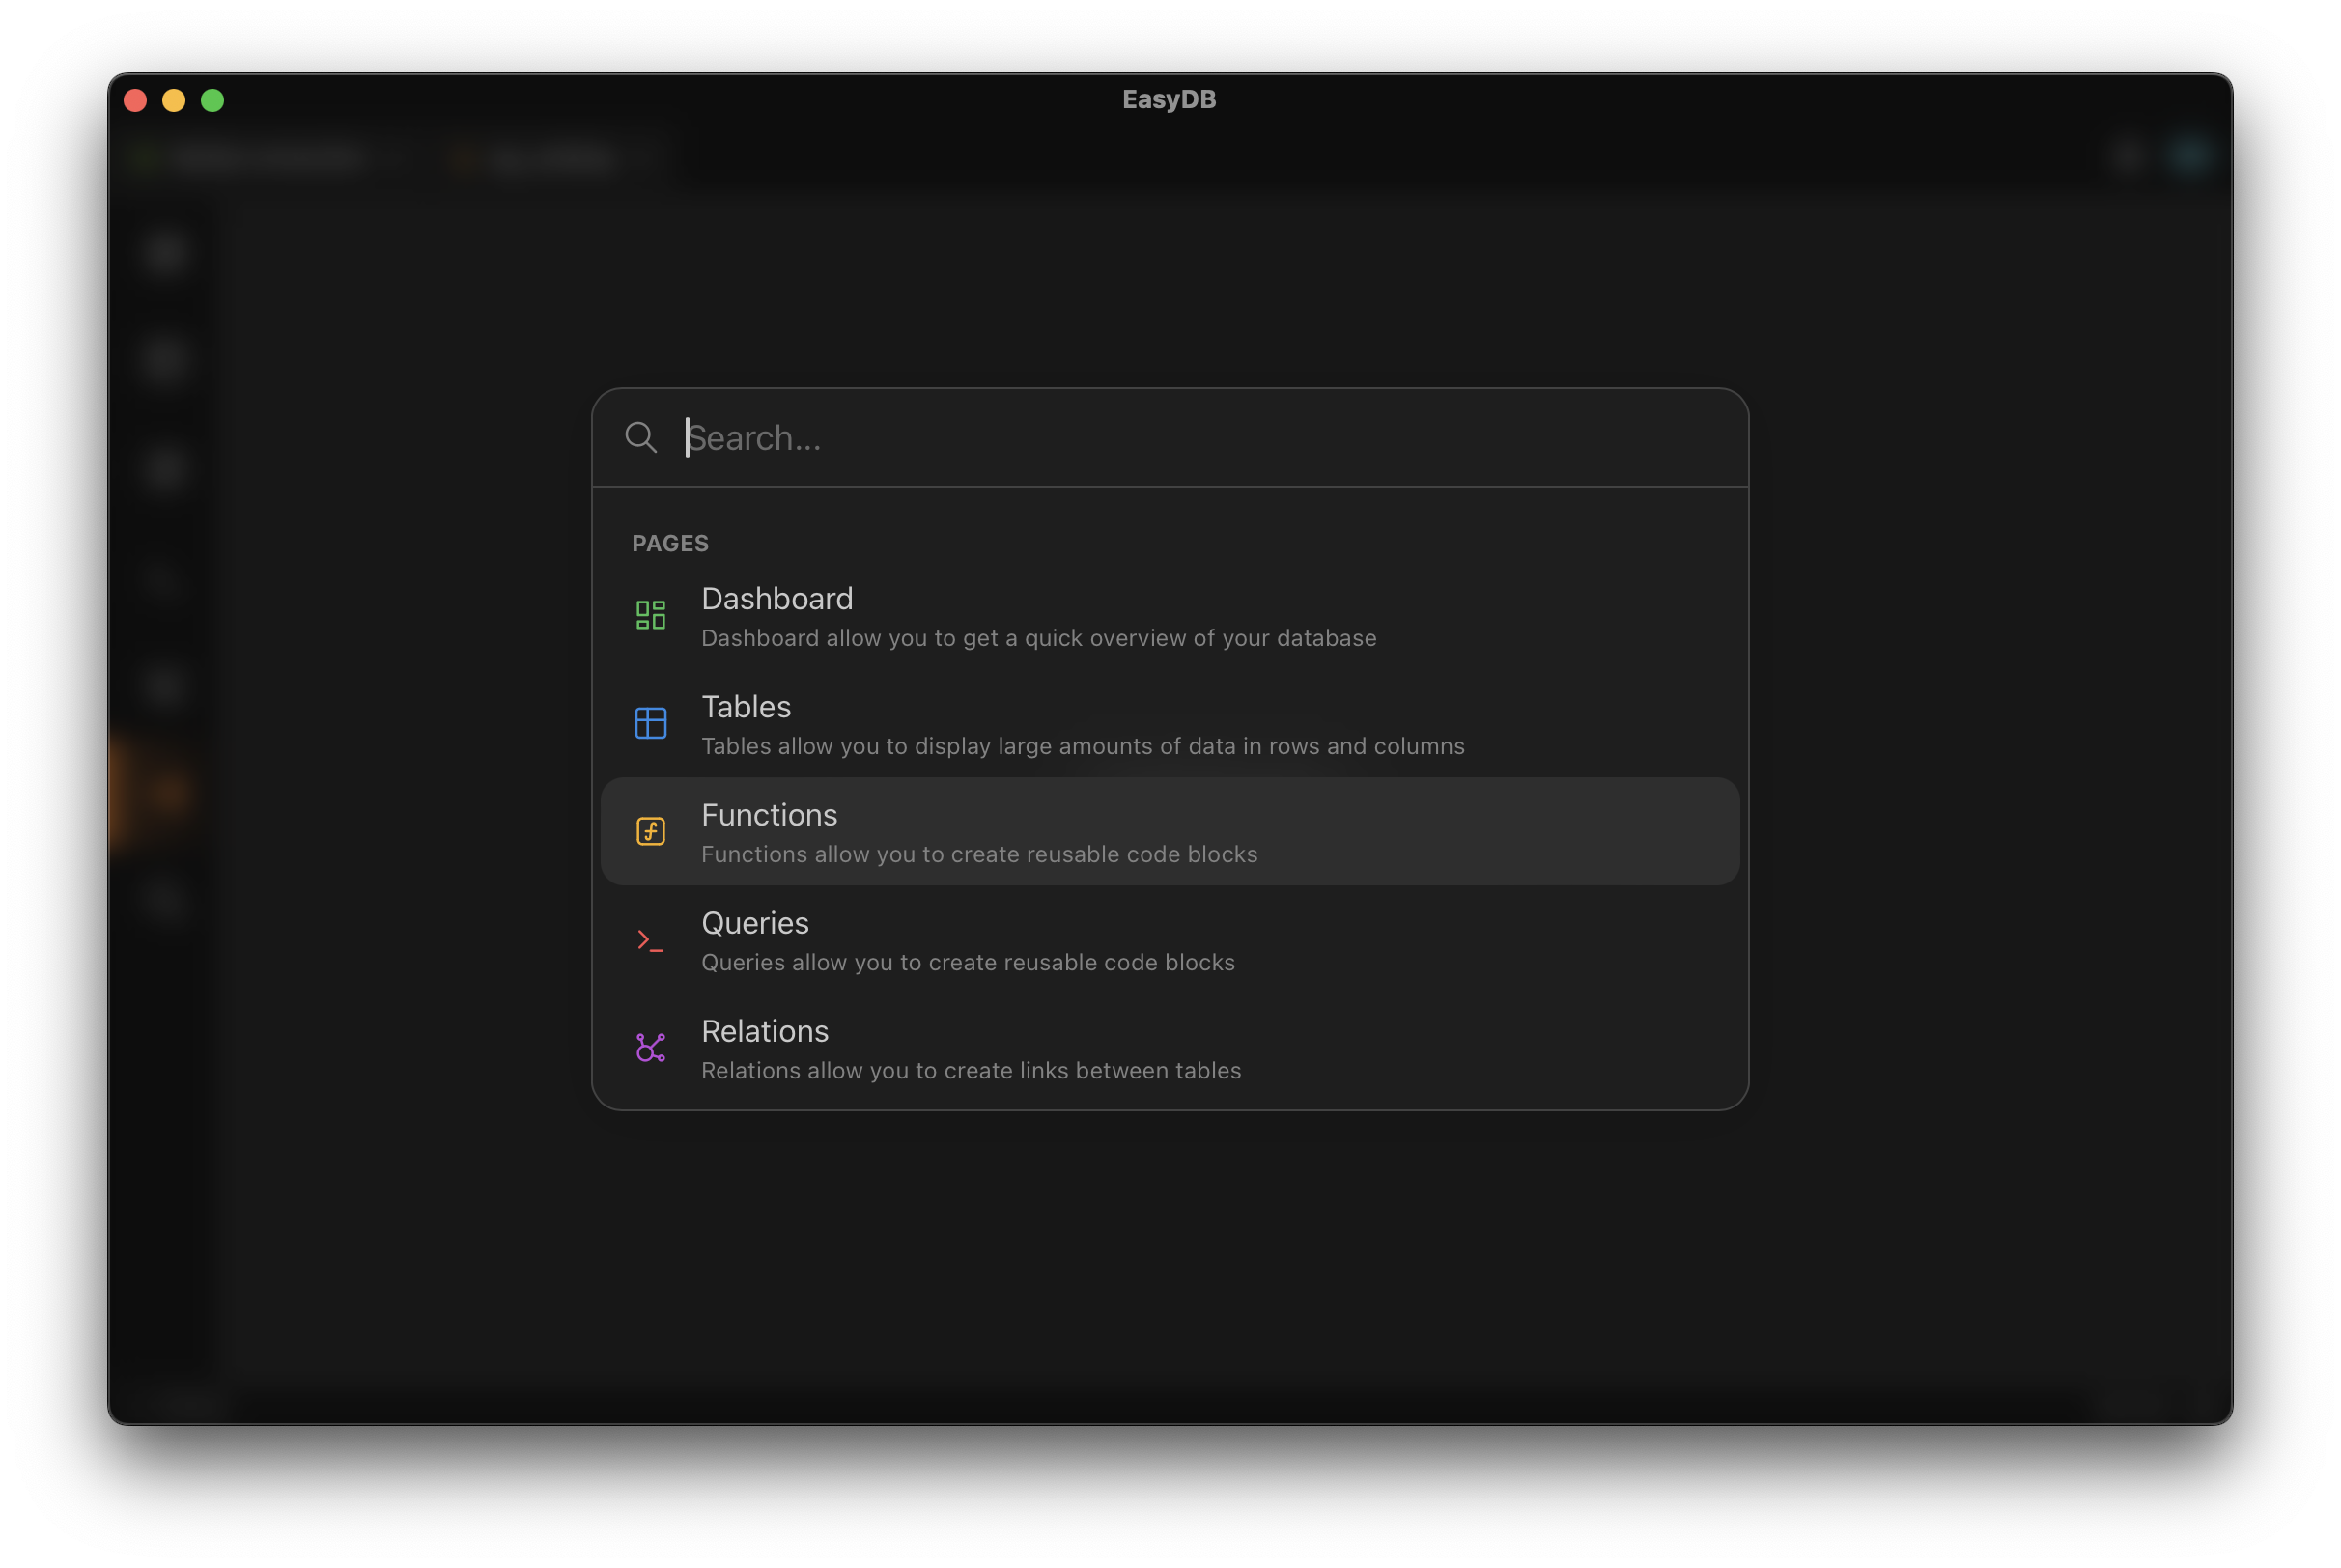 EasyDB
Search...
PAGES
Dashboard
Dashboard allow you to get a quick overview of your database
Tables
Tables allow you to display large amounts of data in rows and columns
Functions
Functions allow you to create reusable code blocks
Queries
Queries allow you to create reusable code blocks
Relations
Relations allow you to create links between tables